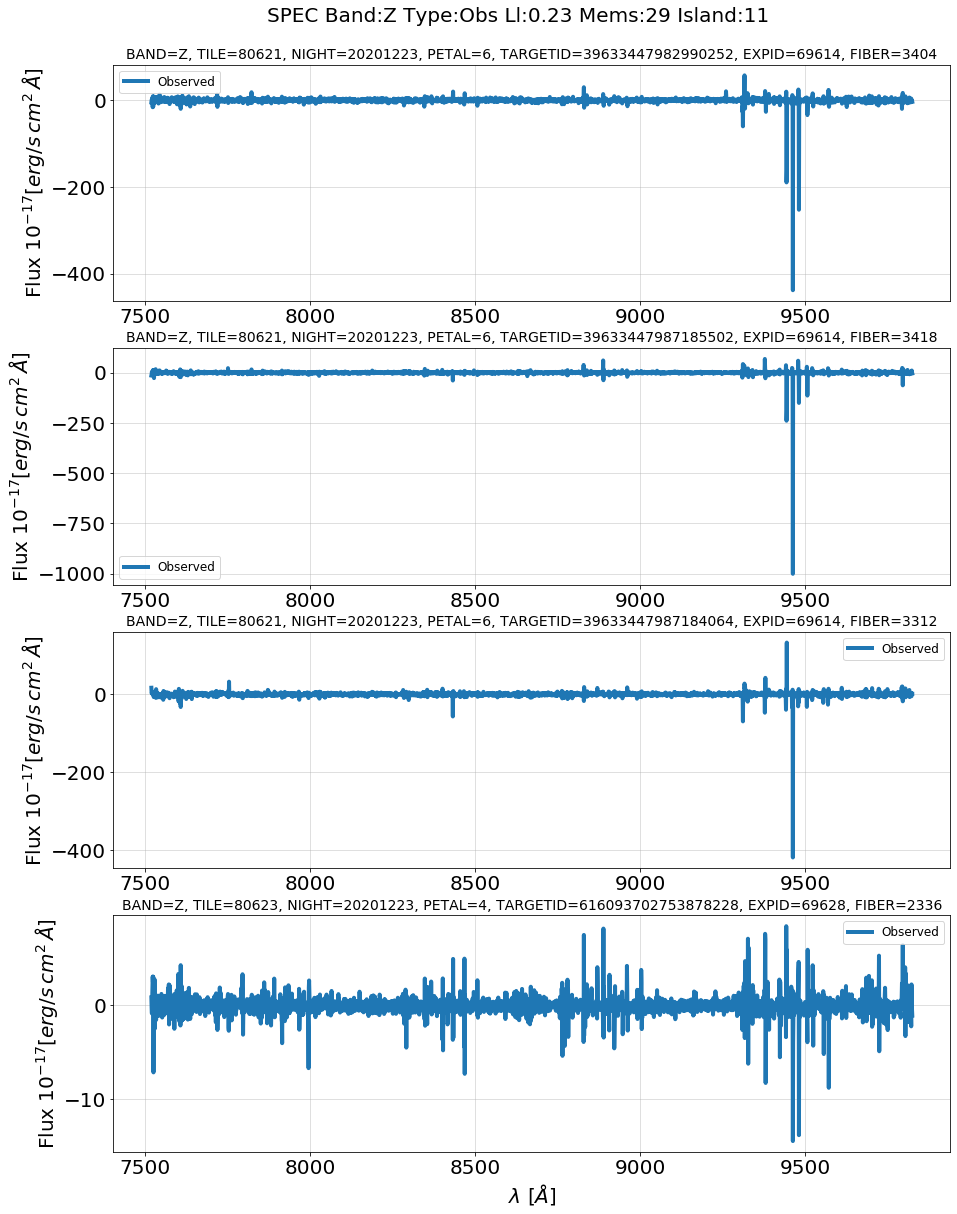 SPEC Band:Z Type:Obs Ll:0.23 Mems:29 Island:11
BAND=Z, TILE=80621, NIGHT=20201223, PETAL=6, TARGETID=39633447982990252, EXPID=69614, FIBER=3404
Observed
0
−200
−400
Flux 10⁻¹⁷[erg/s cm² Å]
7500 8000 8500 9000 9500
BAND=Z, TILE=80621, NIGHT=20201223, PETAL=6, TARGETID=39633447987185502, EXPID=69614, FIBER=3418
0
−250
−500
−750
−1000
Flux 10⁻¹⁷[erg/s cm² Å]
Observed
7500 8000 8500 9000 9500
BAND=Z, TILE=80621, NIGHT=20201223, PETAL=6, TARGETID=39633447987184064, EXPID=69614, FIBER=3312
Observed
0
−200
−400
Flux 10⁻¹⁷[erg/s cm² Å]
7500 8000 8500 9000 9500
BAND=Z, TILE=80623, NIGHT=20201223, PETAL=4, TARGETID=616093702753878228, EXPID=69628, FIBER=2336
Observed
0
−10
Flux 10⁻¹⁷[erg/s cm² Å]
7500 8000 8500 9000 9500
λ [Å]